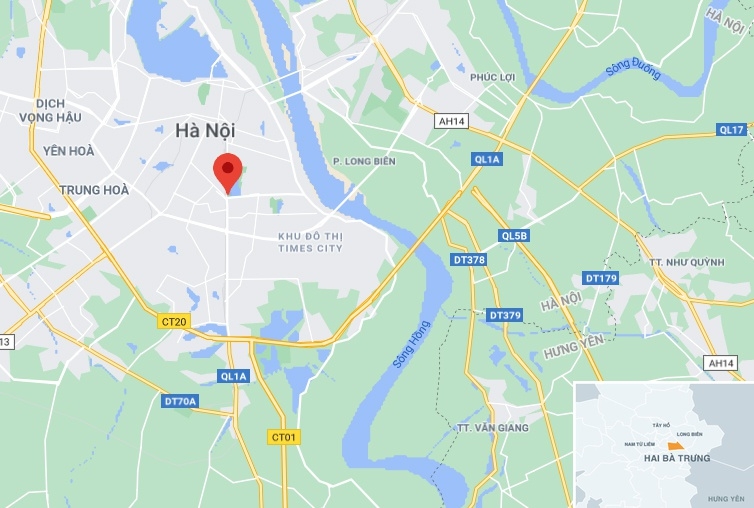 HÀ NỘI
Sông Đuống
PHÚC LỢI
DỊCH
VỌNG HẬU
AH14
QL17
Hà Nội
YÊN HOÀ
QL1A
P. LONG BIÊN
TRUNG HOÀ
KHU ĐÔ THỊ
TIMES CITY
QL5B
DT378
TT. NHƯ QUỲNH
DT179
HÀ NỘI
DT379
CT20
Sông Hồng
HƯNG YÊN
13
AH14
QL1A
DT70A
TT. VĂN GIANG
CT01
TÂY HỒ
LONG BIÊN
NAM TỪ LIÊM
HAI BÀ TRƯNG
HƯNG YÊN